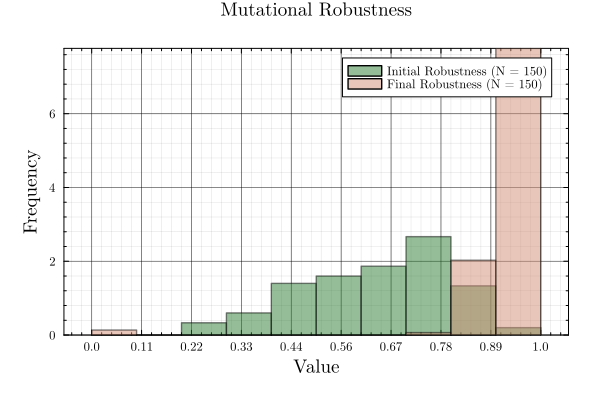 Mutational Robustness
Initial Robustness (N = 150)
Final Robustness (N = 150)
6
4
2
0
Frequency
0.0 0.11 0.22 0.33 0.44 0.56 0.67 0.78 0.89 1.0
Value